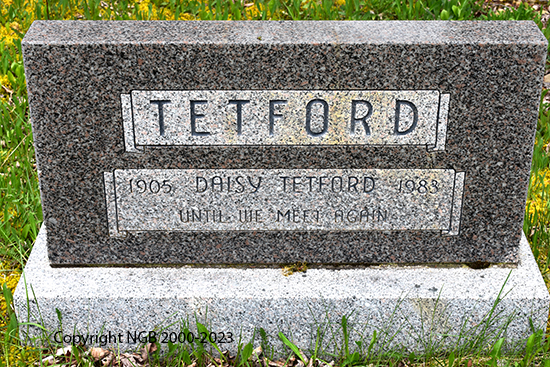 TETFORD
1905 DAISY TETFORD 1983
UNTIL WE MEET AGAIN
Copyright NGB 2000-2023